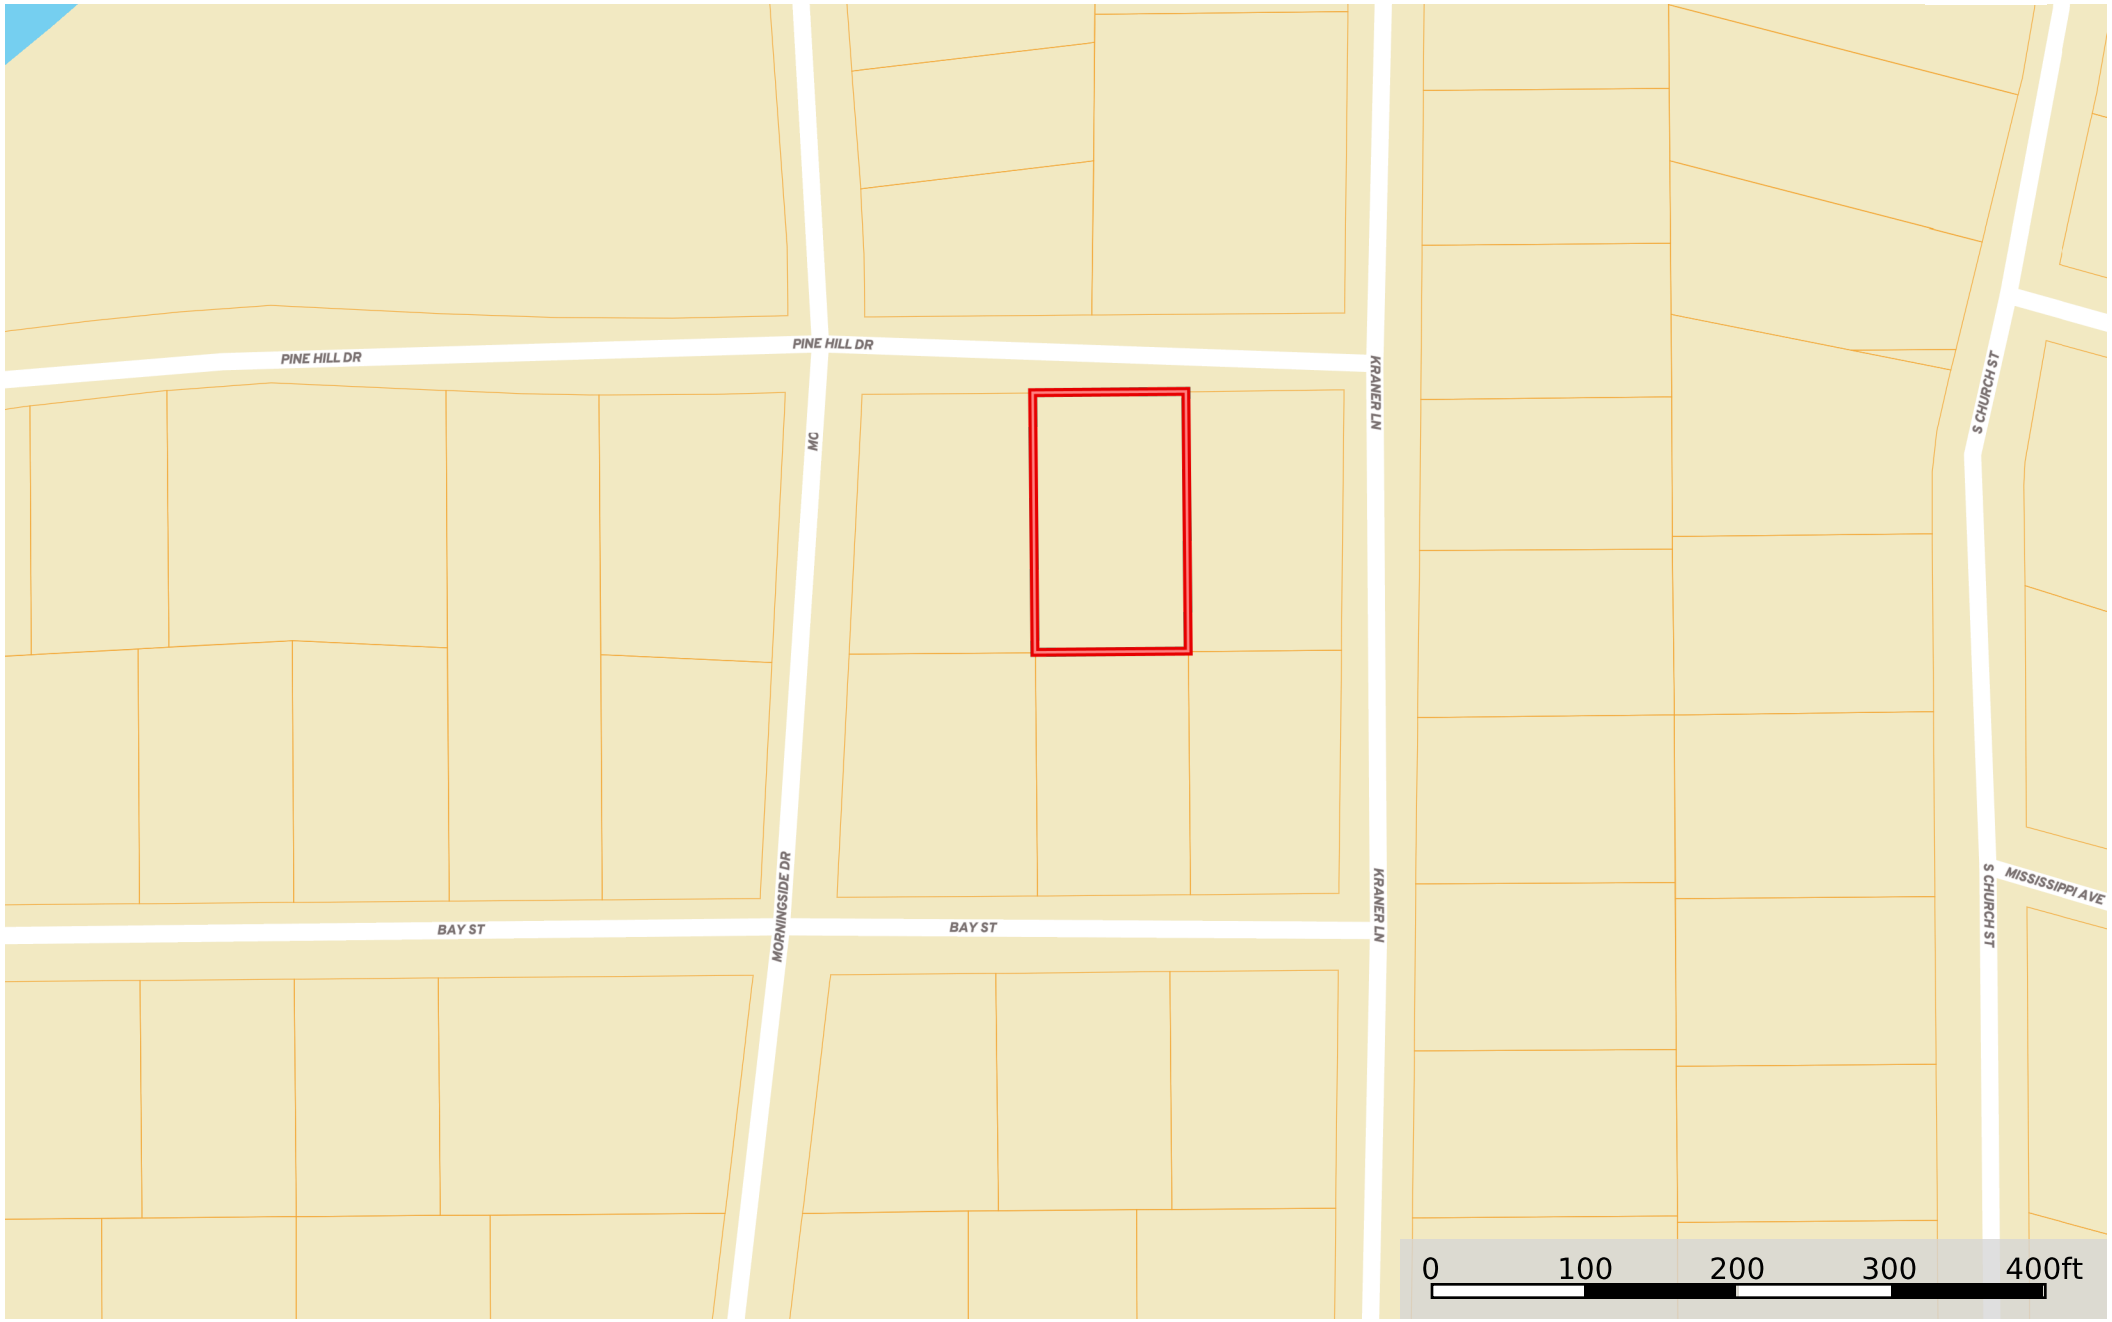 PINE HILL DR
PINE HILL DR
KRANER LN
S CHURCH ST
MO
MORNINGSIDE DR
KRANER LN
S CHURCH ST
MISSISSIPPI AVE
BAY ST
BAY ST
0 100 200 300 400ft